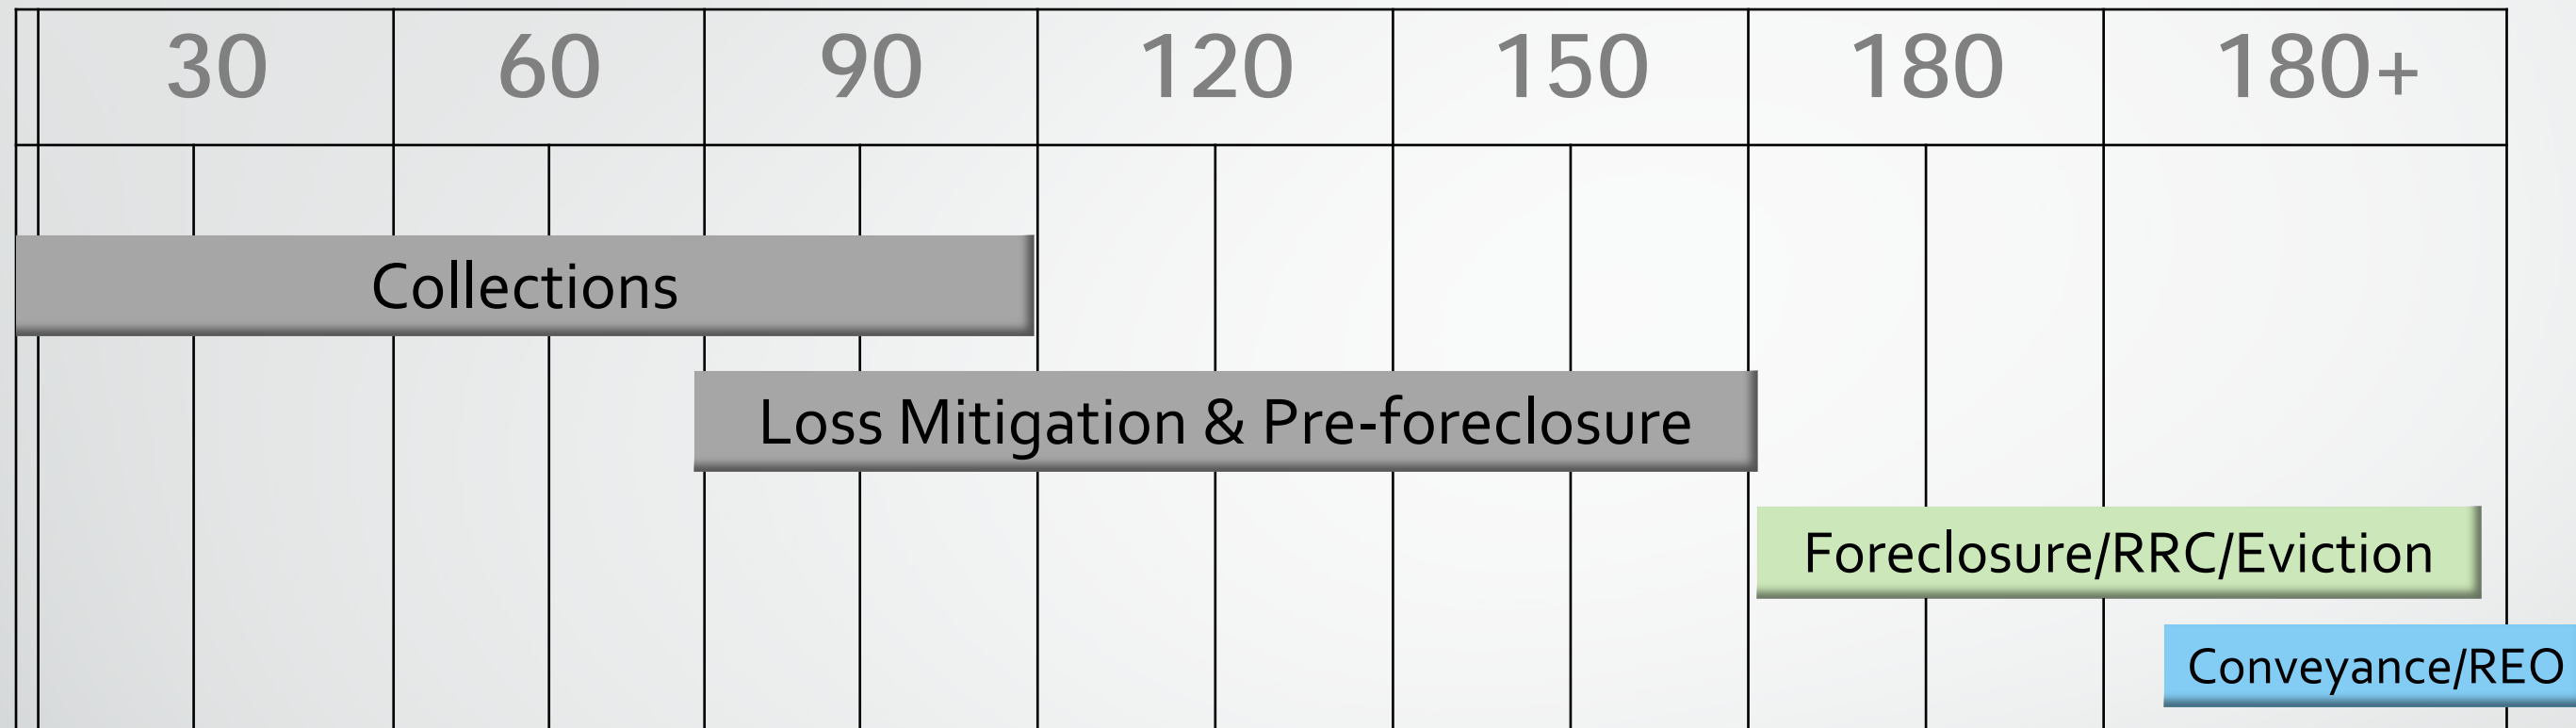 30 60 90 120 150 180 180+
Collections
Loss Mitigation & Pre-foreclosure
Foreclosure/RRC/Eviction
Conveyance/REO